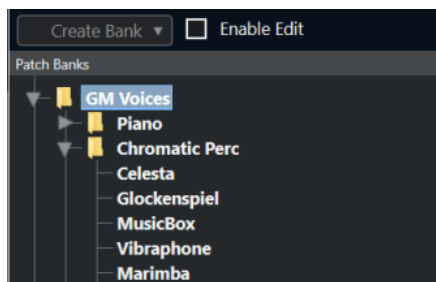 Create Bank Enable Edit
Patch Banks
GM Voices
Piano
Chromatic Perc
Celesta
Glockenspiel
MusicBox
Vibraphone
Marimba